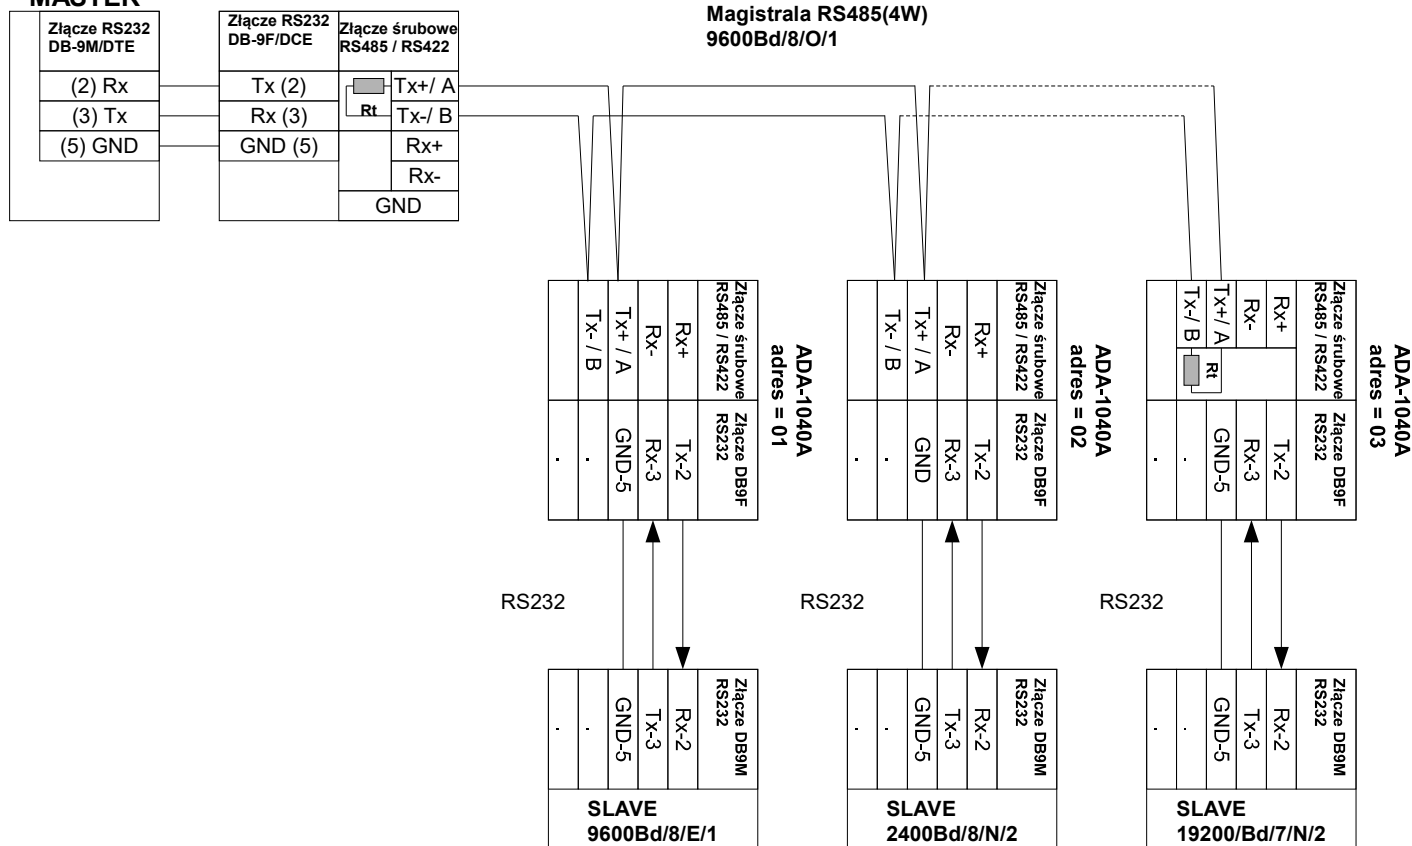 MASTER
Złącze RS232
DB-9M/DTE
(2) Rx
(3) Tx
(5) GND
Złącze RS232
DB-9F/DCE
Tx (2)
Rx (3)
GND (5)
Złącze śrubowe
RS485 / RS422
Rt
Tx+/ A
Tx-/ B
Rx+
Rx-
GND
Magistrala RS485(4W)
9600Bd/8/O/1
Złącze śrubowe
RS485 / RS422
Rx+
Rx-
Tx+ / A
Tx- / B
Złącze DB9F
RS232
Tx-2
Rx-3
GND-5
.
.
ADA-1040A
adres = 01
RS232
Złącze DB9M
RS232
Rx-2
Tx-3
GND-5
.
.
SLAVE
9600Bd/8/E/1
Złącze śrubowe
RS485 / RS422
Rx+
Rx-
Tx+ / A
Tx- / B
Złącze DB9F
RS232
Tx-2
Rx-3
GND
.
.
ADA-1040A
adres = 02
RS232
Złącze DB9M
RS232
Rx-2
Tx-3
GND-5
.
.
SLAVE
2400Bd/8/N/2
Złącze śrubowe
RS485 / RS422
Rx+
Rx-
Tx+/ A
Tx-/ B
Rt
Złącze DB9F
RS232
Tx-2
Rx-3
GND-5
.
.
ADA-1040A
adres = 03
RS232
Złącze DB9M
RS232
Rx-2
Tx-3
GND-5
.
.
SLAVE
19200/Bd/7/N/2